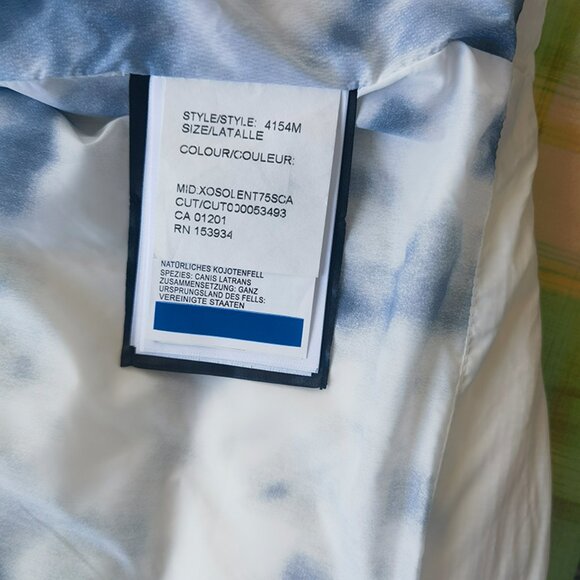 STYLE/STYLE: 4154M
SIZE/LATALLE
COLOUR/COULEUR:
MID:XOSOLENT75SCA
CUT/CUT000053493
CA 01201
RN 153934
NATÜRLICHES KOJOTENFELL
SPEZIES: CANIS LATRANS
ZUSAMMENSETZUNG: GANZ
URSPRUNGSLAND DES FELLS:
VEREINIGTE STAATEN